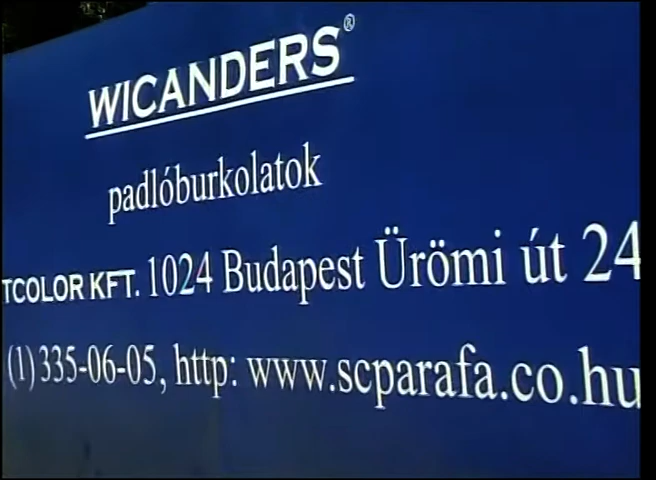 WICANDERS®
padlóburkolatok
TCOLOR KFT. 1024 Budapest Ürömi út 24
(1) 335-06-05, http: www.scparafa.co.hu